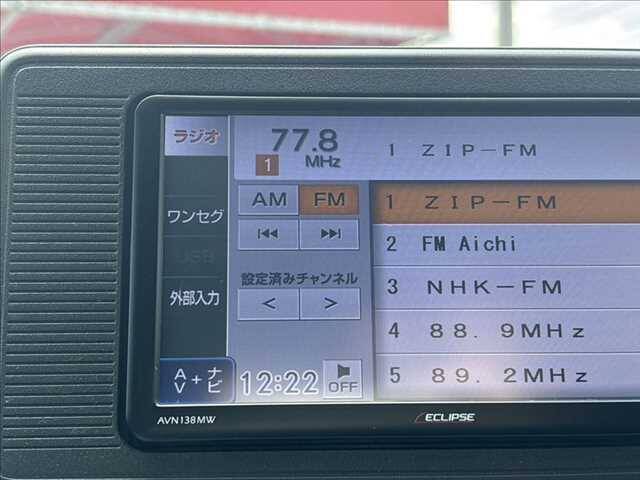 ラジオ
77.8
1
MHz
1 ZIP-FM
AM
FM
1 ZIP-FM
ワンセグ
2 FM Aichi
USB
設定済みチャンネル
3 NHK-FM
外部入力
<
>
4 88.9MHz
AV+ナビ
12:22
OFF
5 89.2MHz
AVN138MW
ECLIPSE